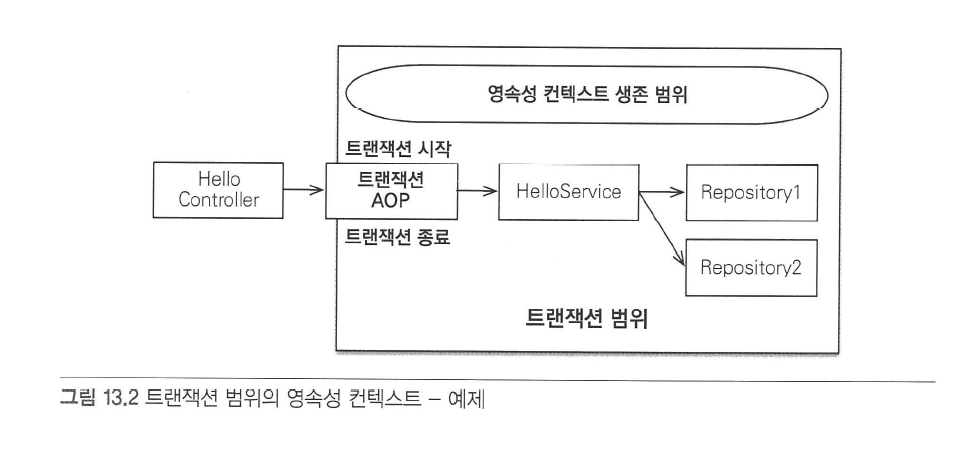 영속성 컨텍스트 생존 범위
트랜잭션 시작
Hello
Controller
트랜잭션
AOP
HelloService
Repository1
트랜잭션 종료
Repository2
트랜잭션 범위
그림 13.2 트랜잭션 범위의 영속성 컨텍스트 – 예제